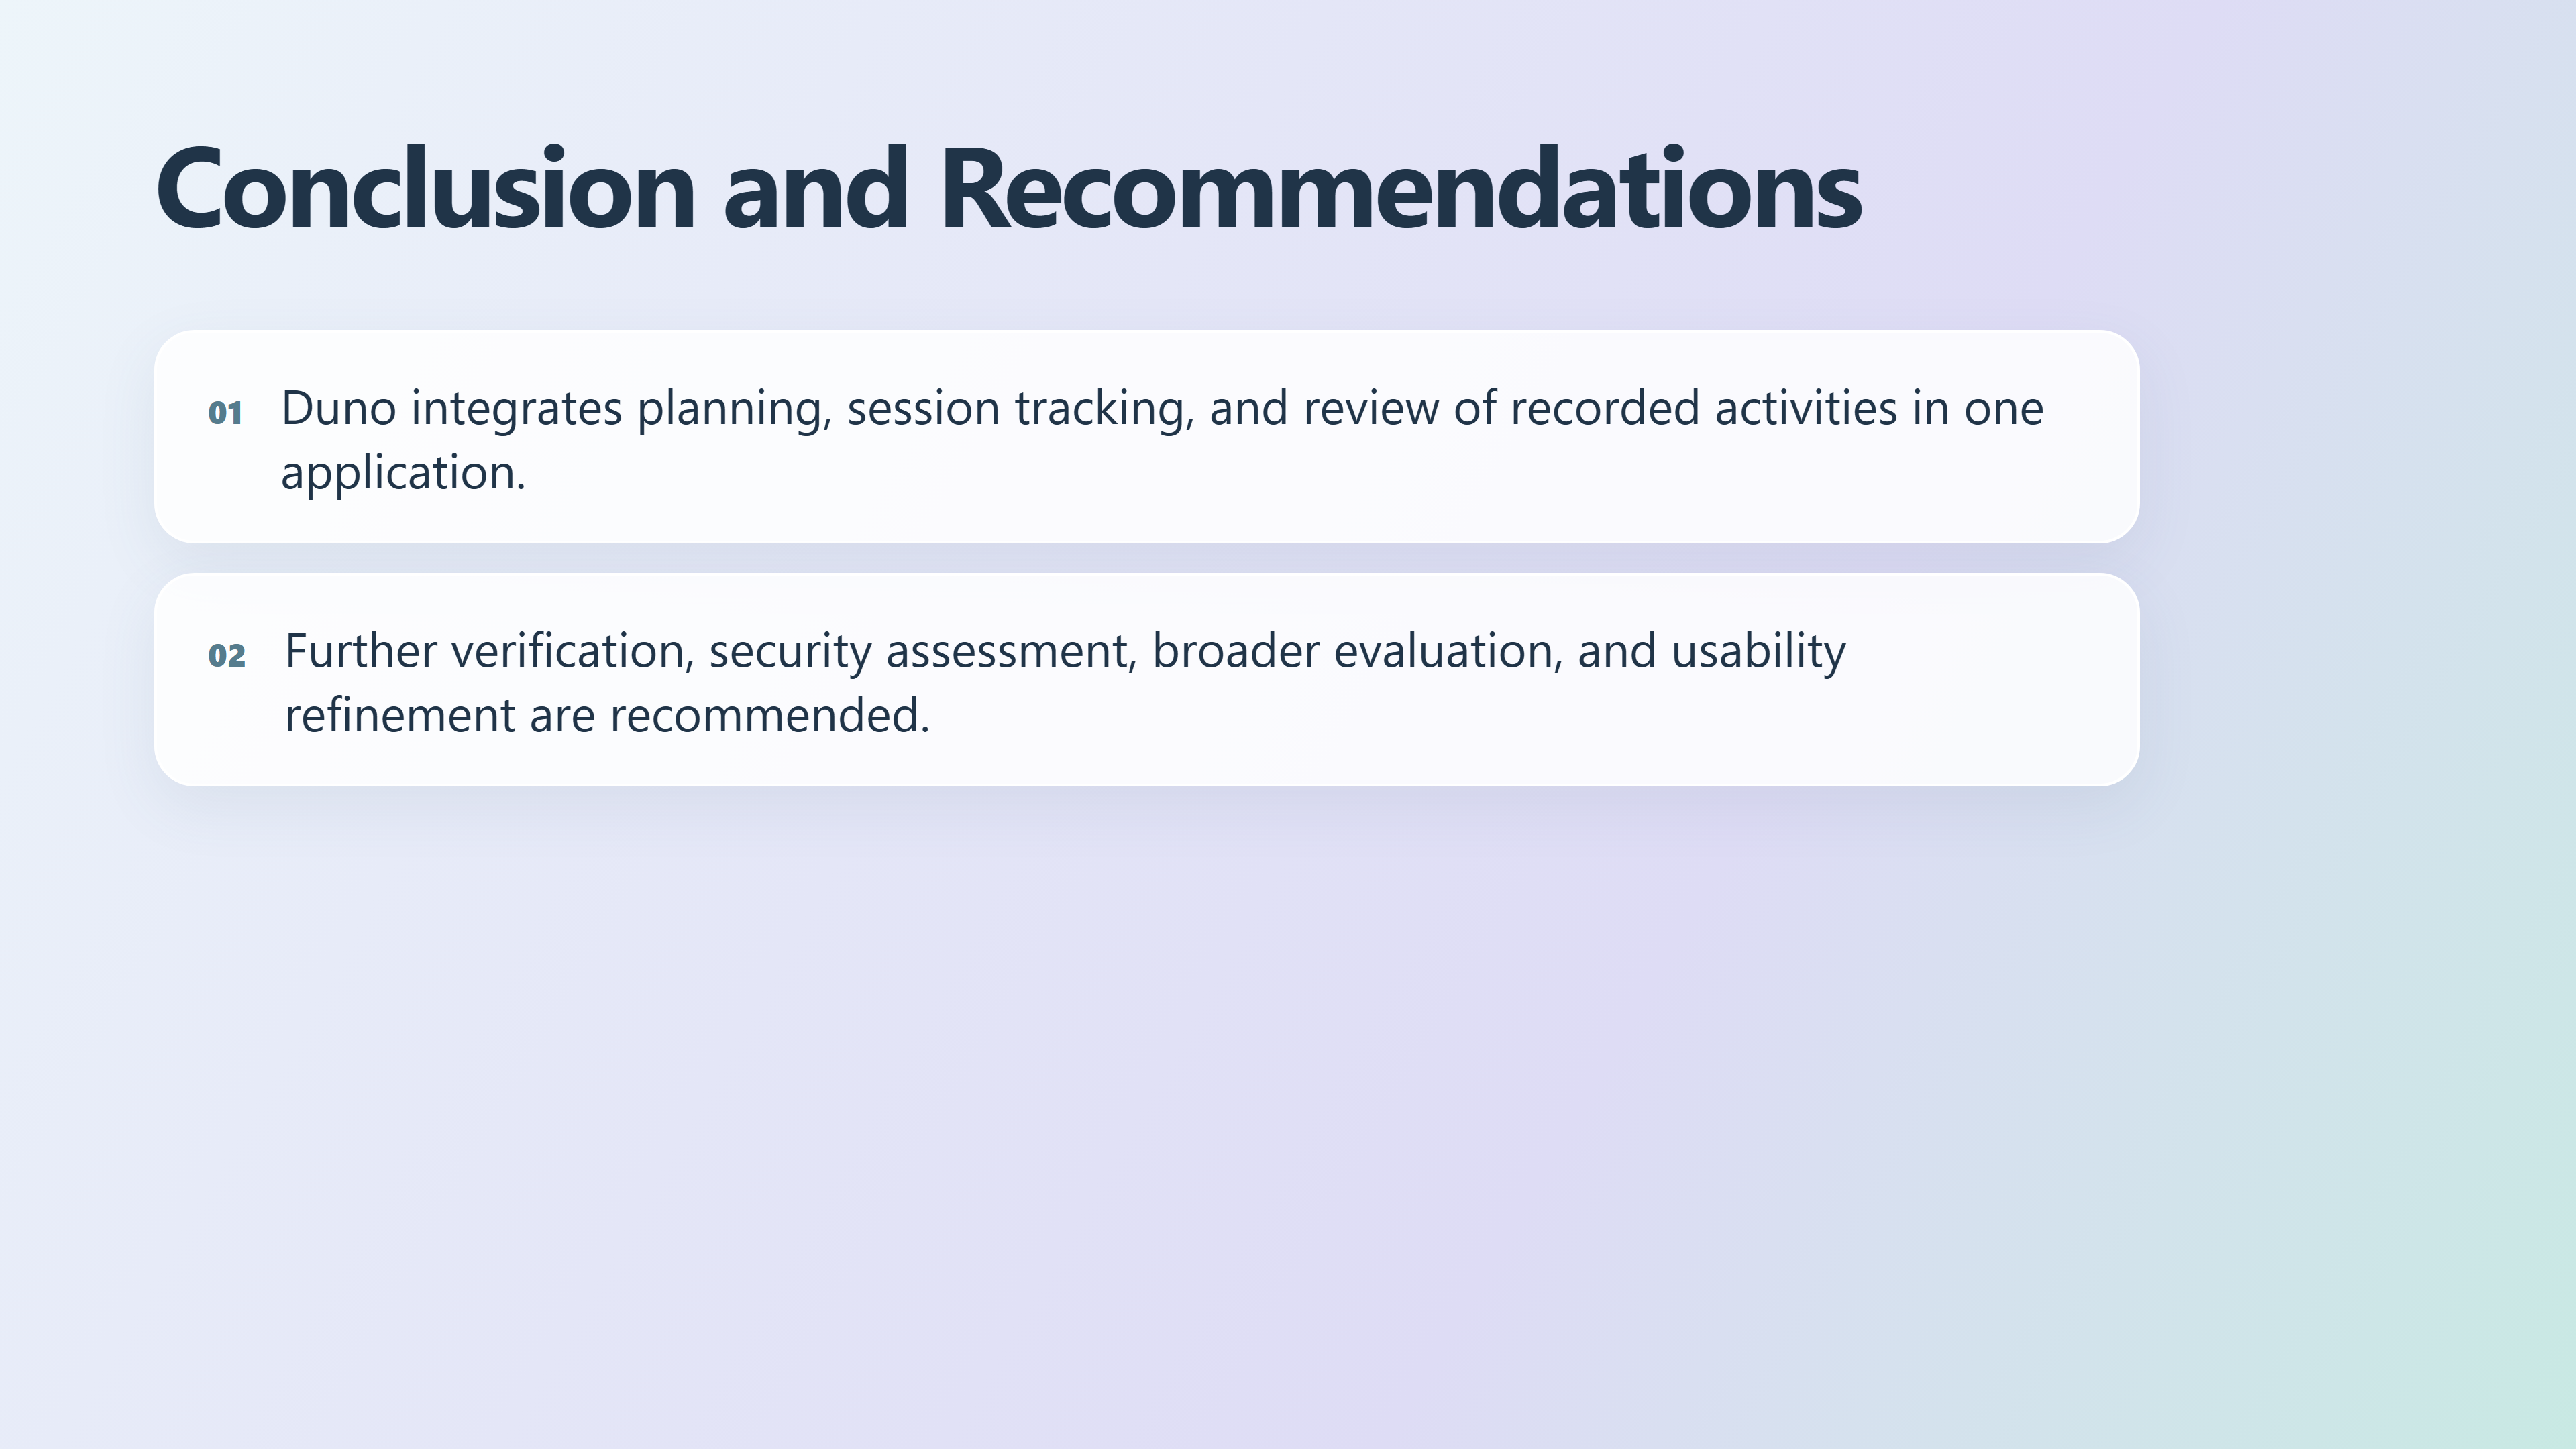 Conclusion and Recommendations
01 Duno integrates planning, session tracking, and review of recorded activities in one
application.
02 Further verification, security assessment, broader evaluation, and usability
refinement are recommended.